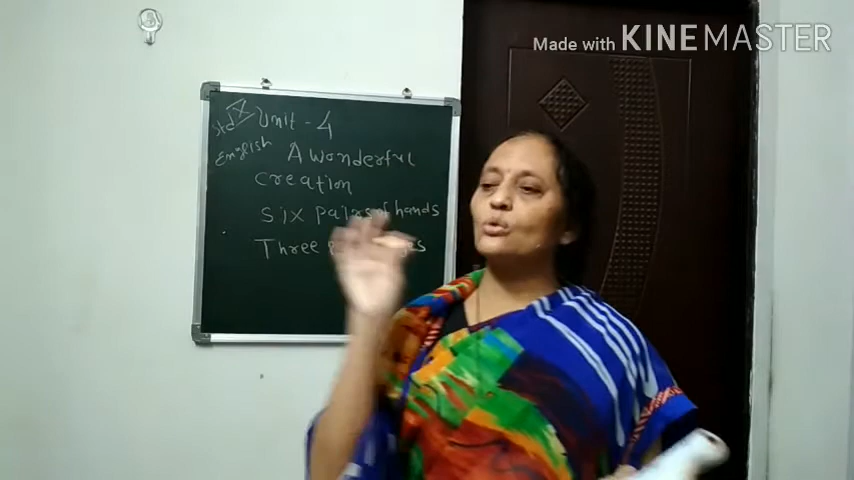 Made with KINEMASTER
Std X Unit - 4
English
A wonderful
creation
six pairs of hands
Three